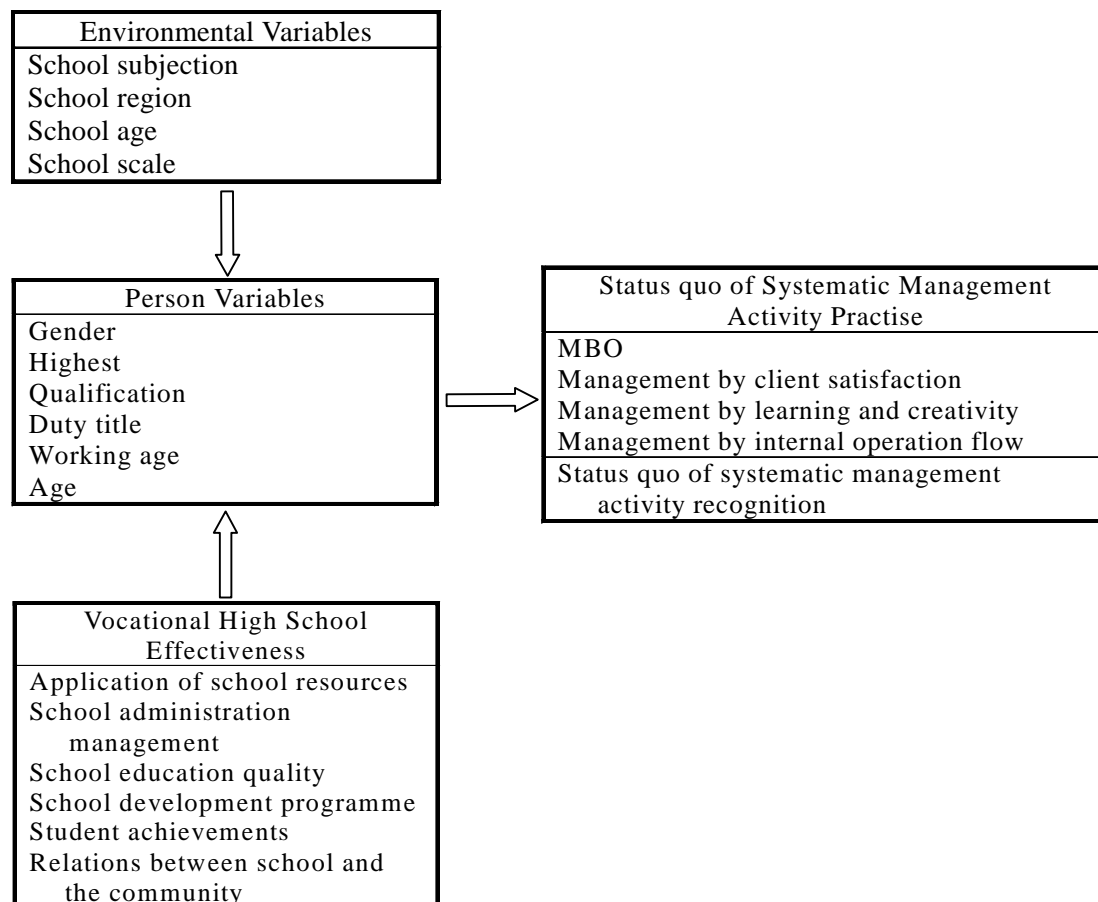 Environmental Variables
School subjection
School region
School age
School scale
Person Variables
Gender
Highest
Qualification
Duty title
Working age
Age
Status quo of Systematic Management
Activity Practise
MBO
Management by client satisfaction
Management by learning and creativity
Management by internal operation flow
Status quo of systematic management
activity recognition
Vocational High School
Effectiveness
Application of school resources
School administration
management
School education quality
School development programme
Student achievements
Relations between school and
the community